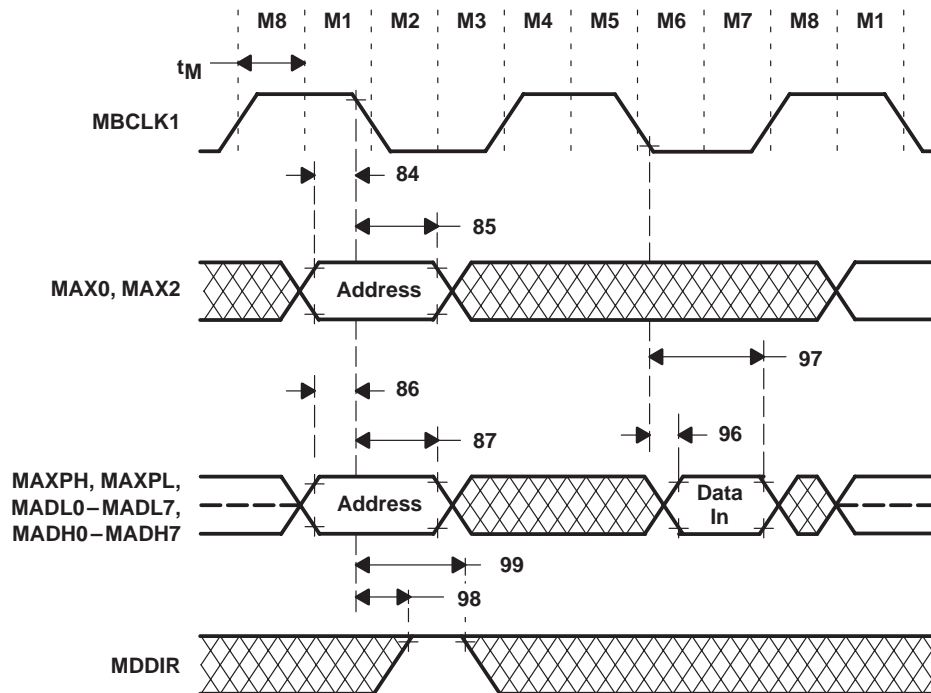 M8 M1 M2 M3 M4 M5 M6 M7 M8 M1
tM
MBCLK1
84
85
MAX0, MAX2
Address
97
86
96
87
MAXPH, MAXPL,
MADL0–MADL7,
MADH0–MADH7
Address
Data
In
99
98
MDDIR